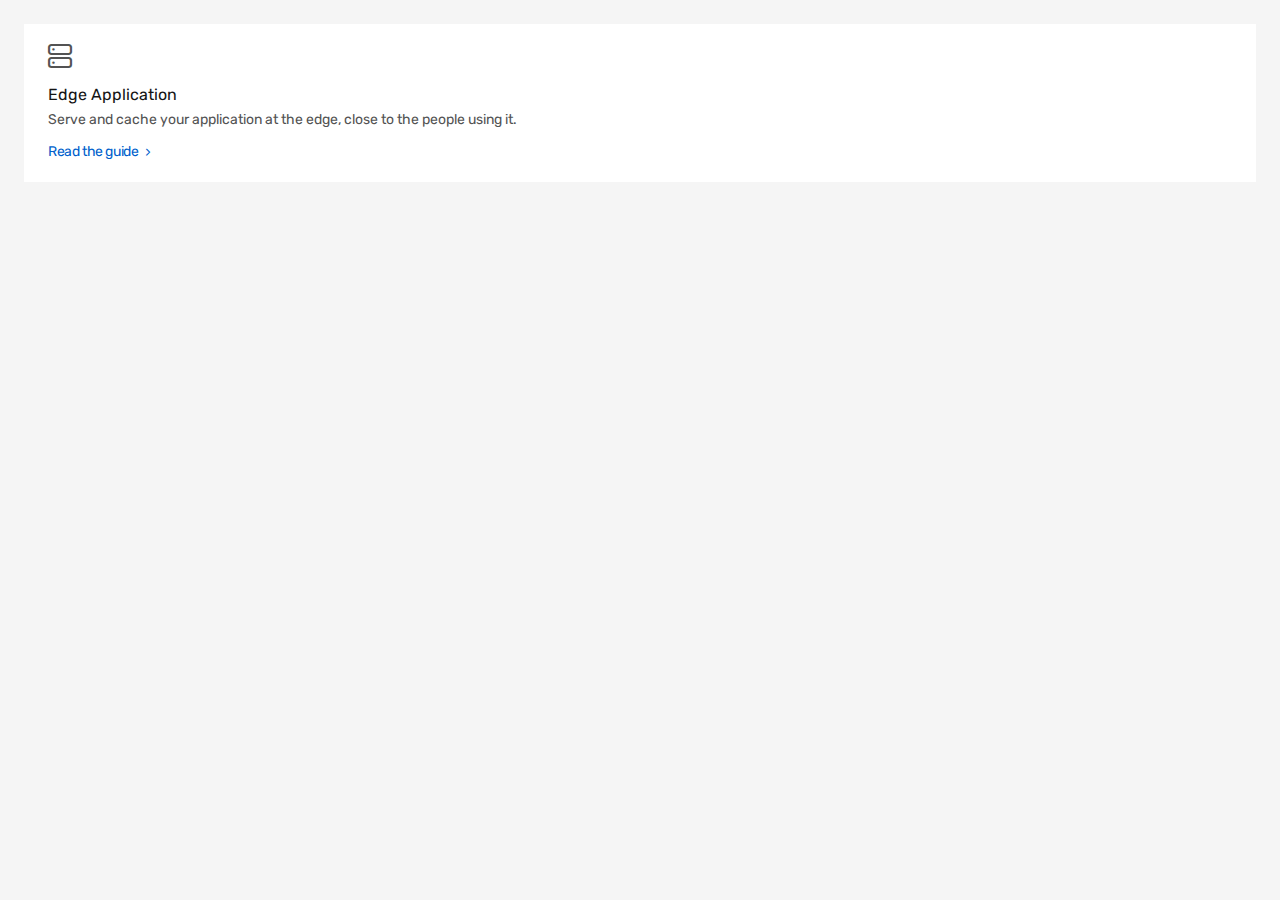 Edge Application
Serve and cache your application at the edge, close to the people using it.
Read the guide